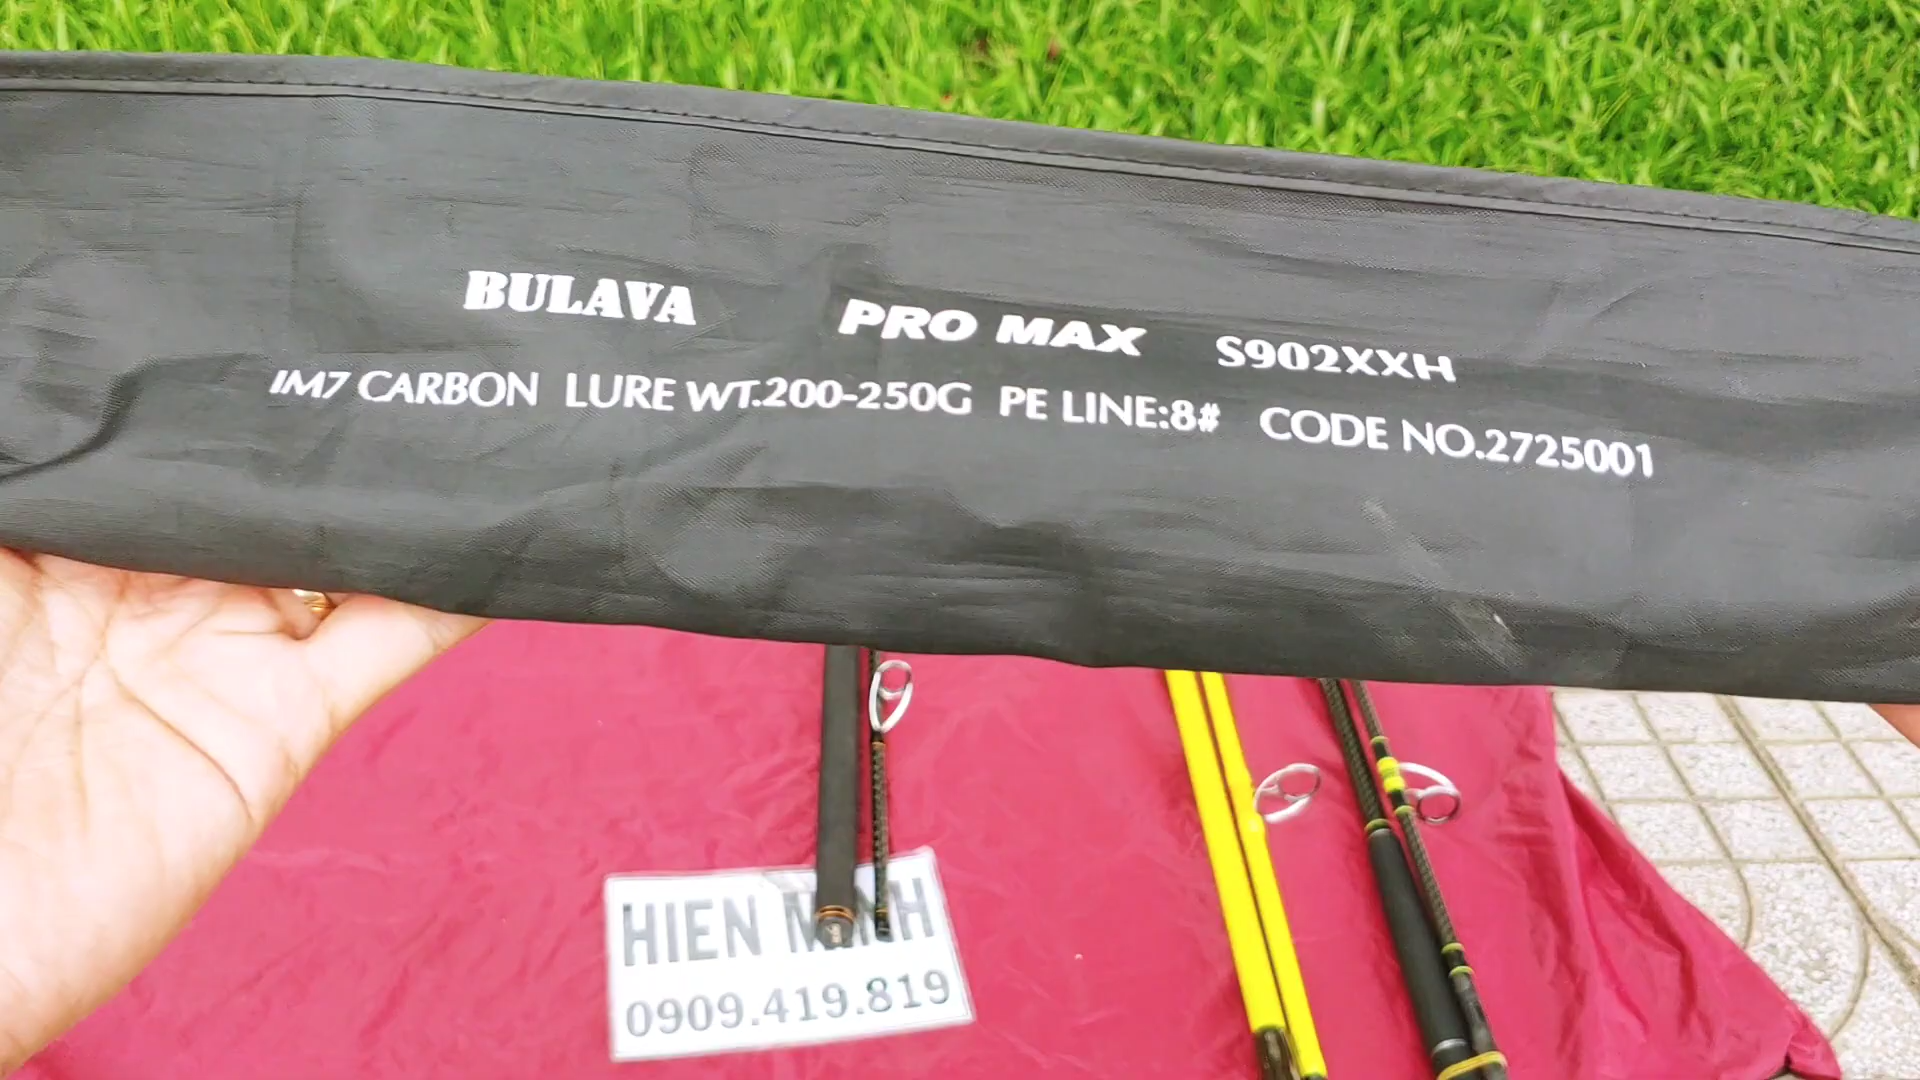 BULAVA PRO MAX S902XXH
IM7 CARBON LURE WT.200-250G PE LINE:8# CODE NO.2725001
HIEN MINH
0909.419.819